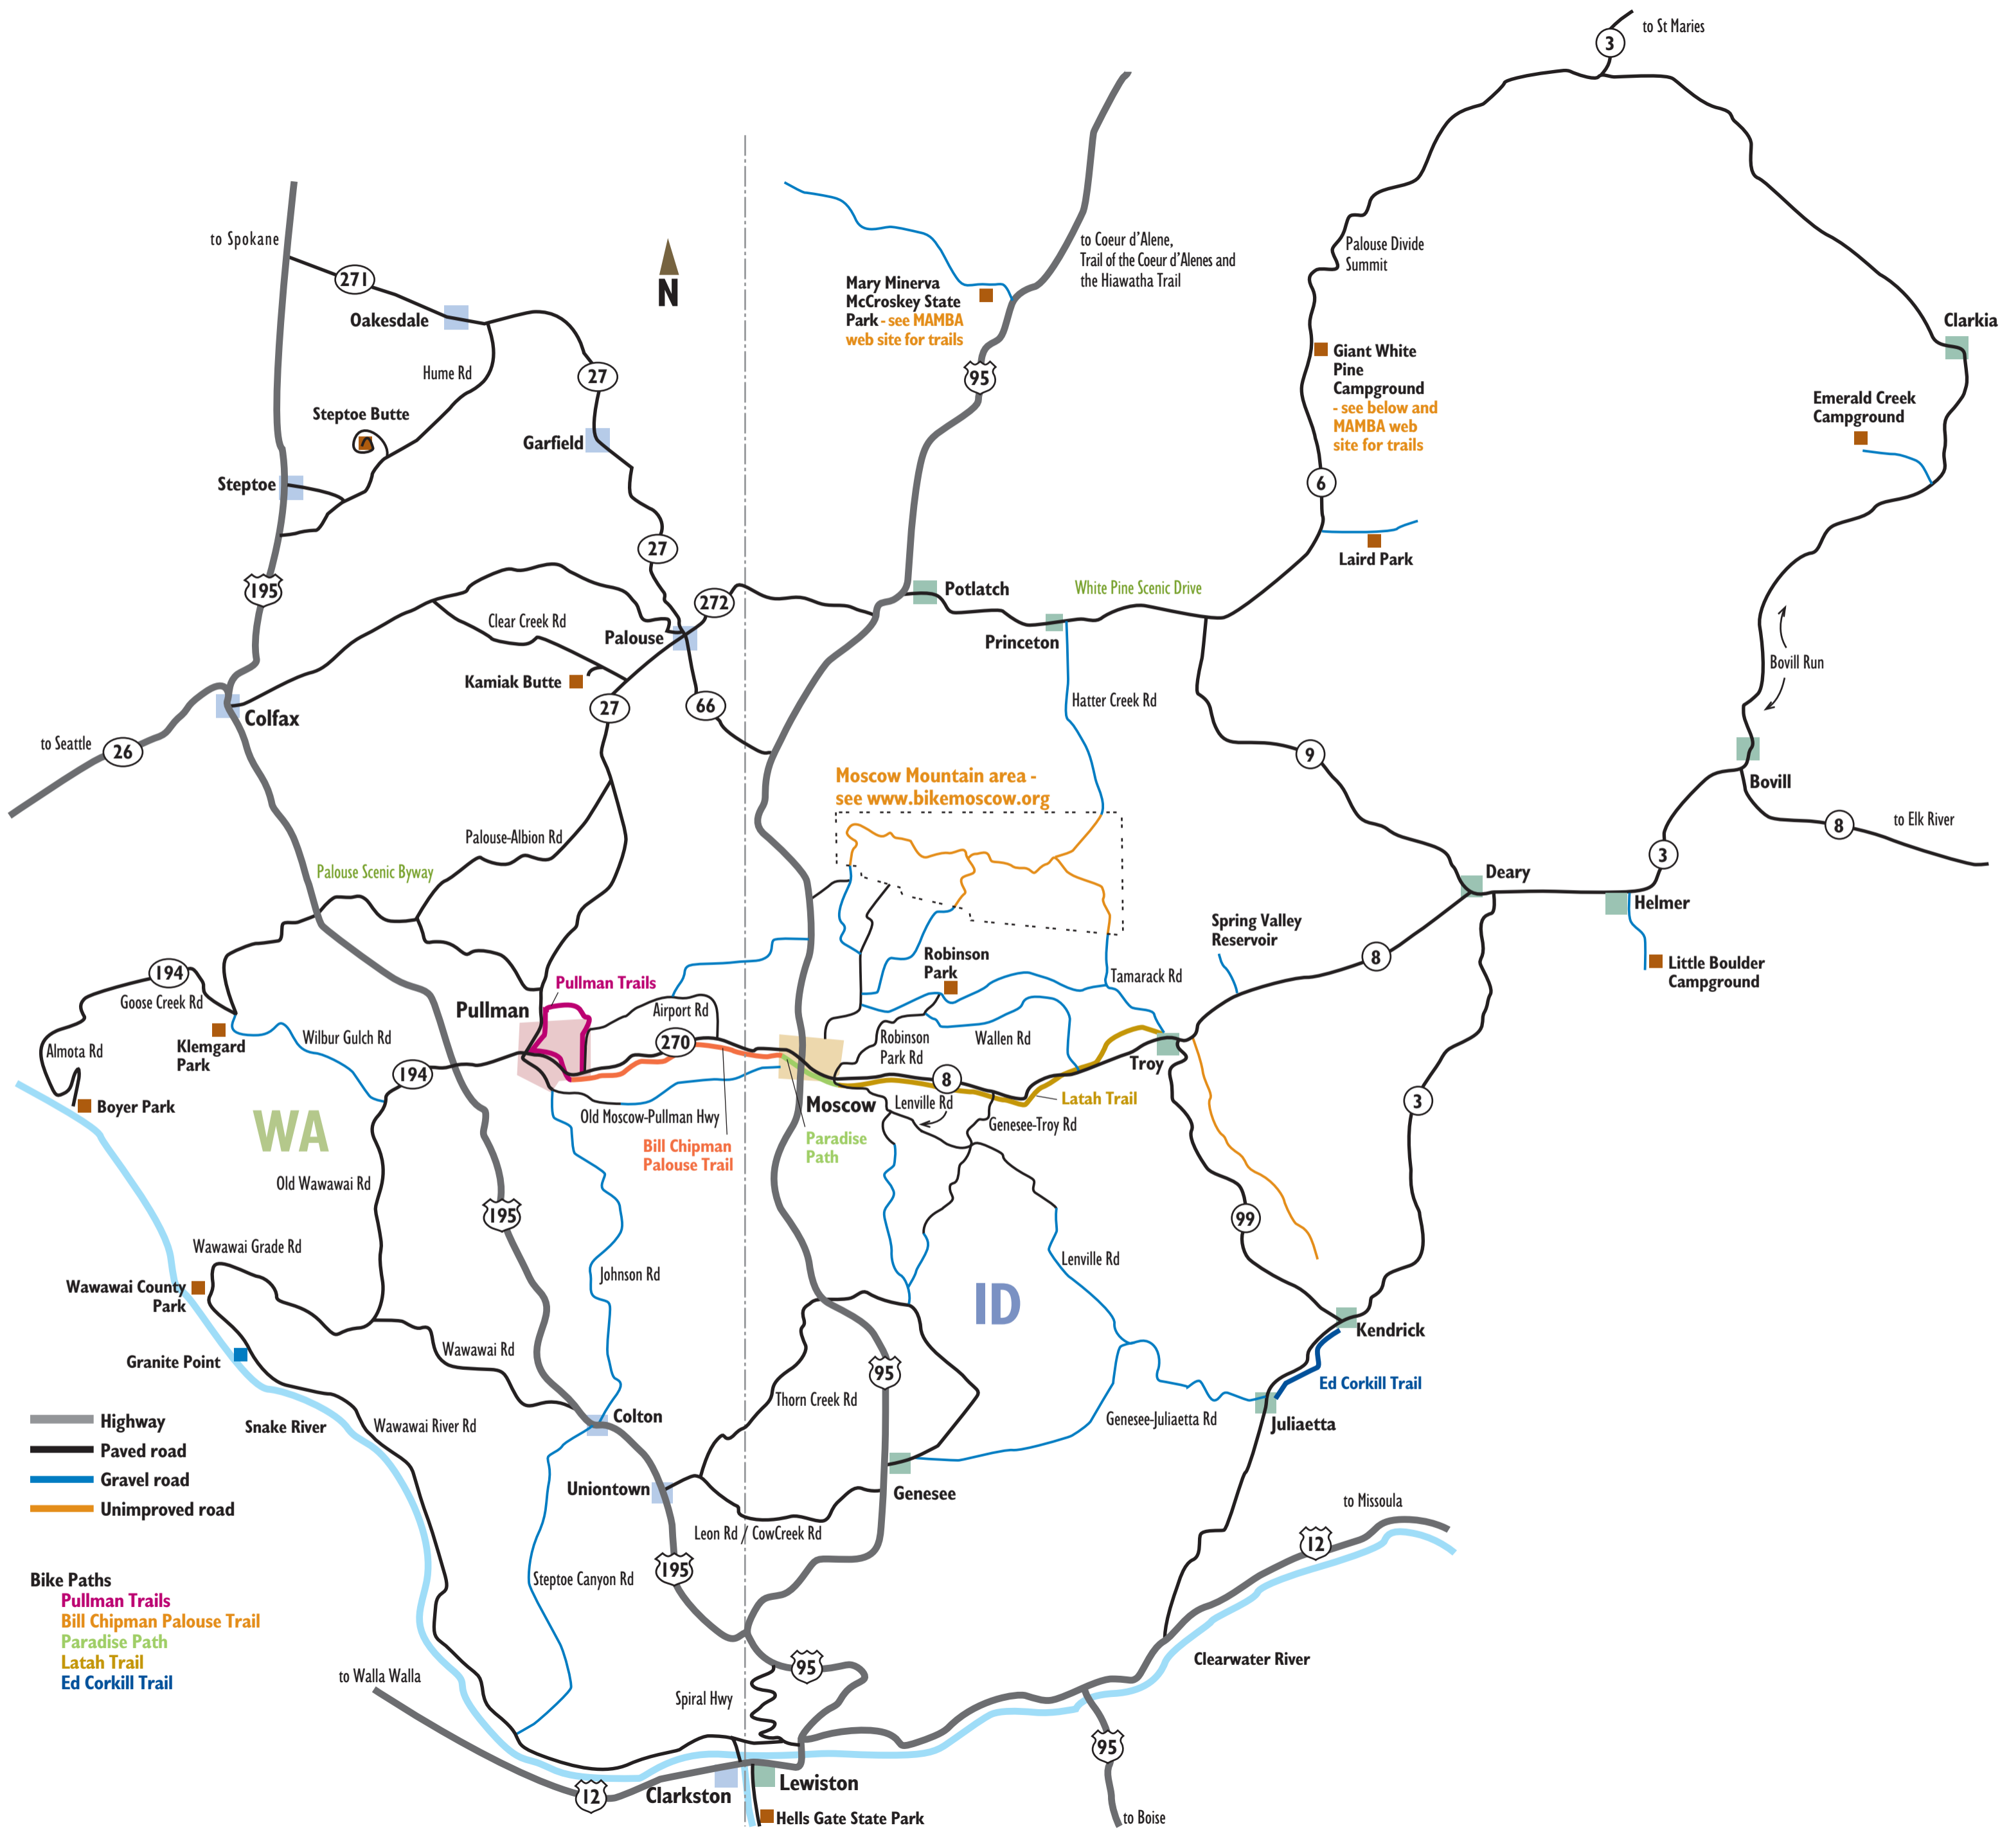 3
to St Maries
to Spokane
271
Oakesdale
Hume Rd
Steptoe Butte
27
Garfield
Steptoe
195
27
272
N
Mary Minerva
McCroskey State
Park - see MAMBA
web site for trails
to Coeur d'Alene,
Trail of the Coeur d'Alenes and
the Hiawatha Trail
95
Palouse Divide
Summit
Giant White
Pine
Campground
- see below and
MAMBA web
site for trails
6
Laird Park
Clarkia
Emerald Creek
Campground
Clear Creek Rd
Palouse
Kamiak Butte
27
66
Colfax
to Seattle
26
Potlatch
Princeton
White Pine Scenic Drive
Hatter Creek Rd
9
Bovill Run
Bovill
8
to Elk River
3
Moscow Mountain area -
see www.bikemoscow.org
Palouse-Albion Rd
Palouse Scenic Byway
Deary
Helmer
Little Boulder
Campground
Spring Valley
Reservoir
8
194
Goose Creek Rd
Klemgard
Park
Wilbur Gulch Rd
Almota Rd
Boyer Park
194
Pullman
Pullman Trails
Airport Rd
270
Robinson
Park
Tamarack Rd
Robinson
Park Rd
Wallen Rd
Troy
8
Moscow
Lenville Rd
Latah Trail
Genesee-Troy Rd
Old Moscow-Pullman Hwy
Bill Chipman
Palouse Trail
Paradise
Path
3
99
WA
Old Wawawai Rd
195
Wawawai Grade Rd
Wawawai County
Park
Granite Point
Wawawai Rd
Johnson Rd
ID
Lenville Rd
Kendrick
Ed Corkill Trail
Juliaetta
Genesee-Juliaetta Rd
95
Thorn Creek Rd
Colton
Snake River
Wawawai River Rd
Uniontown
Genesee
Leon Rd / CowCreek Rd
195
Steptoe Canyon Rd
to Missoula
12
Clearwater River
Highway
Paved road
Gravel road
Unimproved road
Bike Paths
Pullman Trails
Bill Chipman Palouse Trail
Paradise Path
Latah Trail
Ed Corkill Trail
to Walla Walla
Spiral Hwy
95
12
Clarkston
Lewiston
Hells Gate State Park
95
to Boise